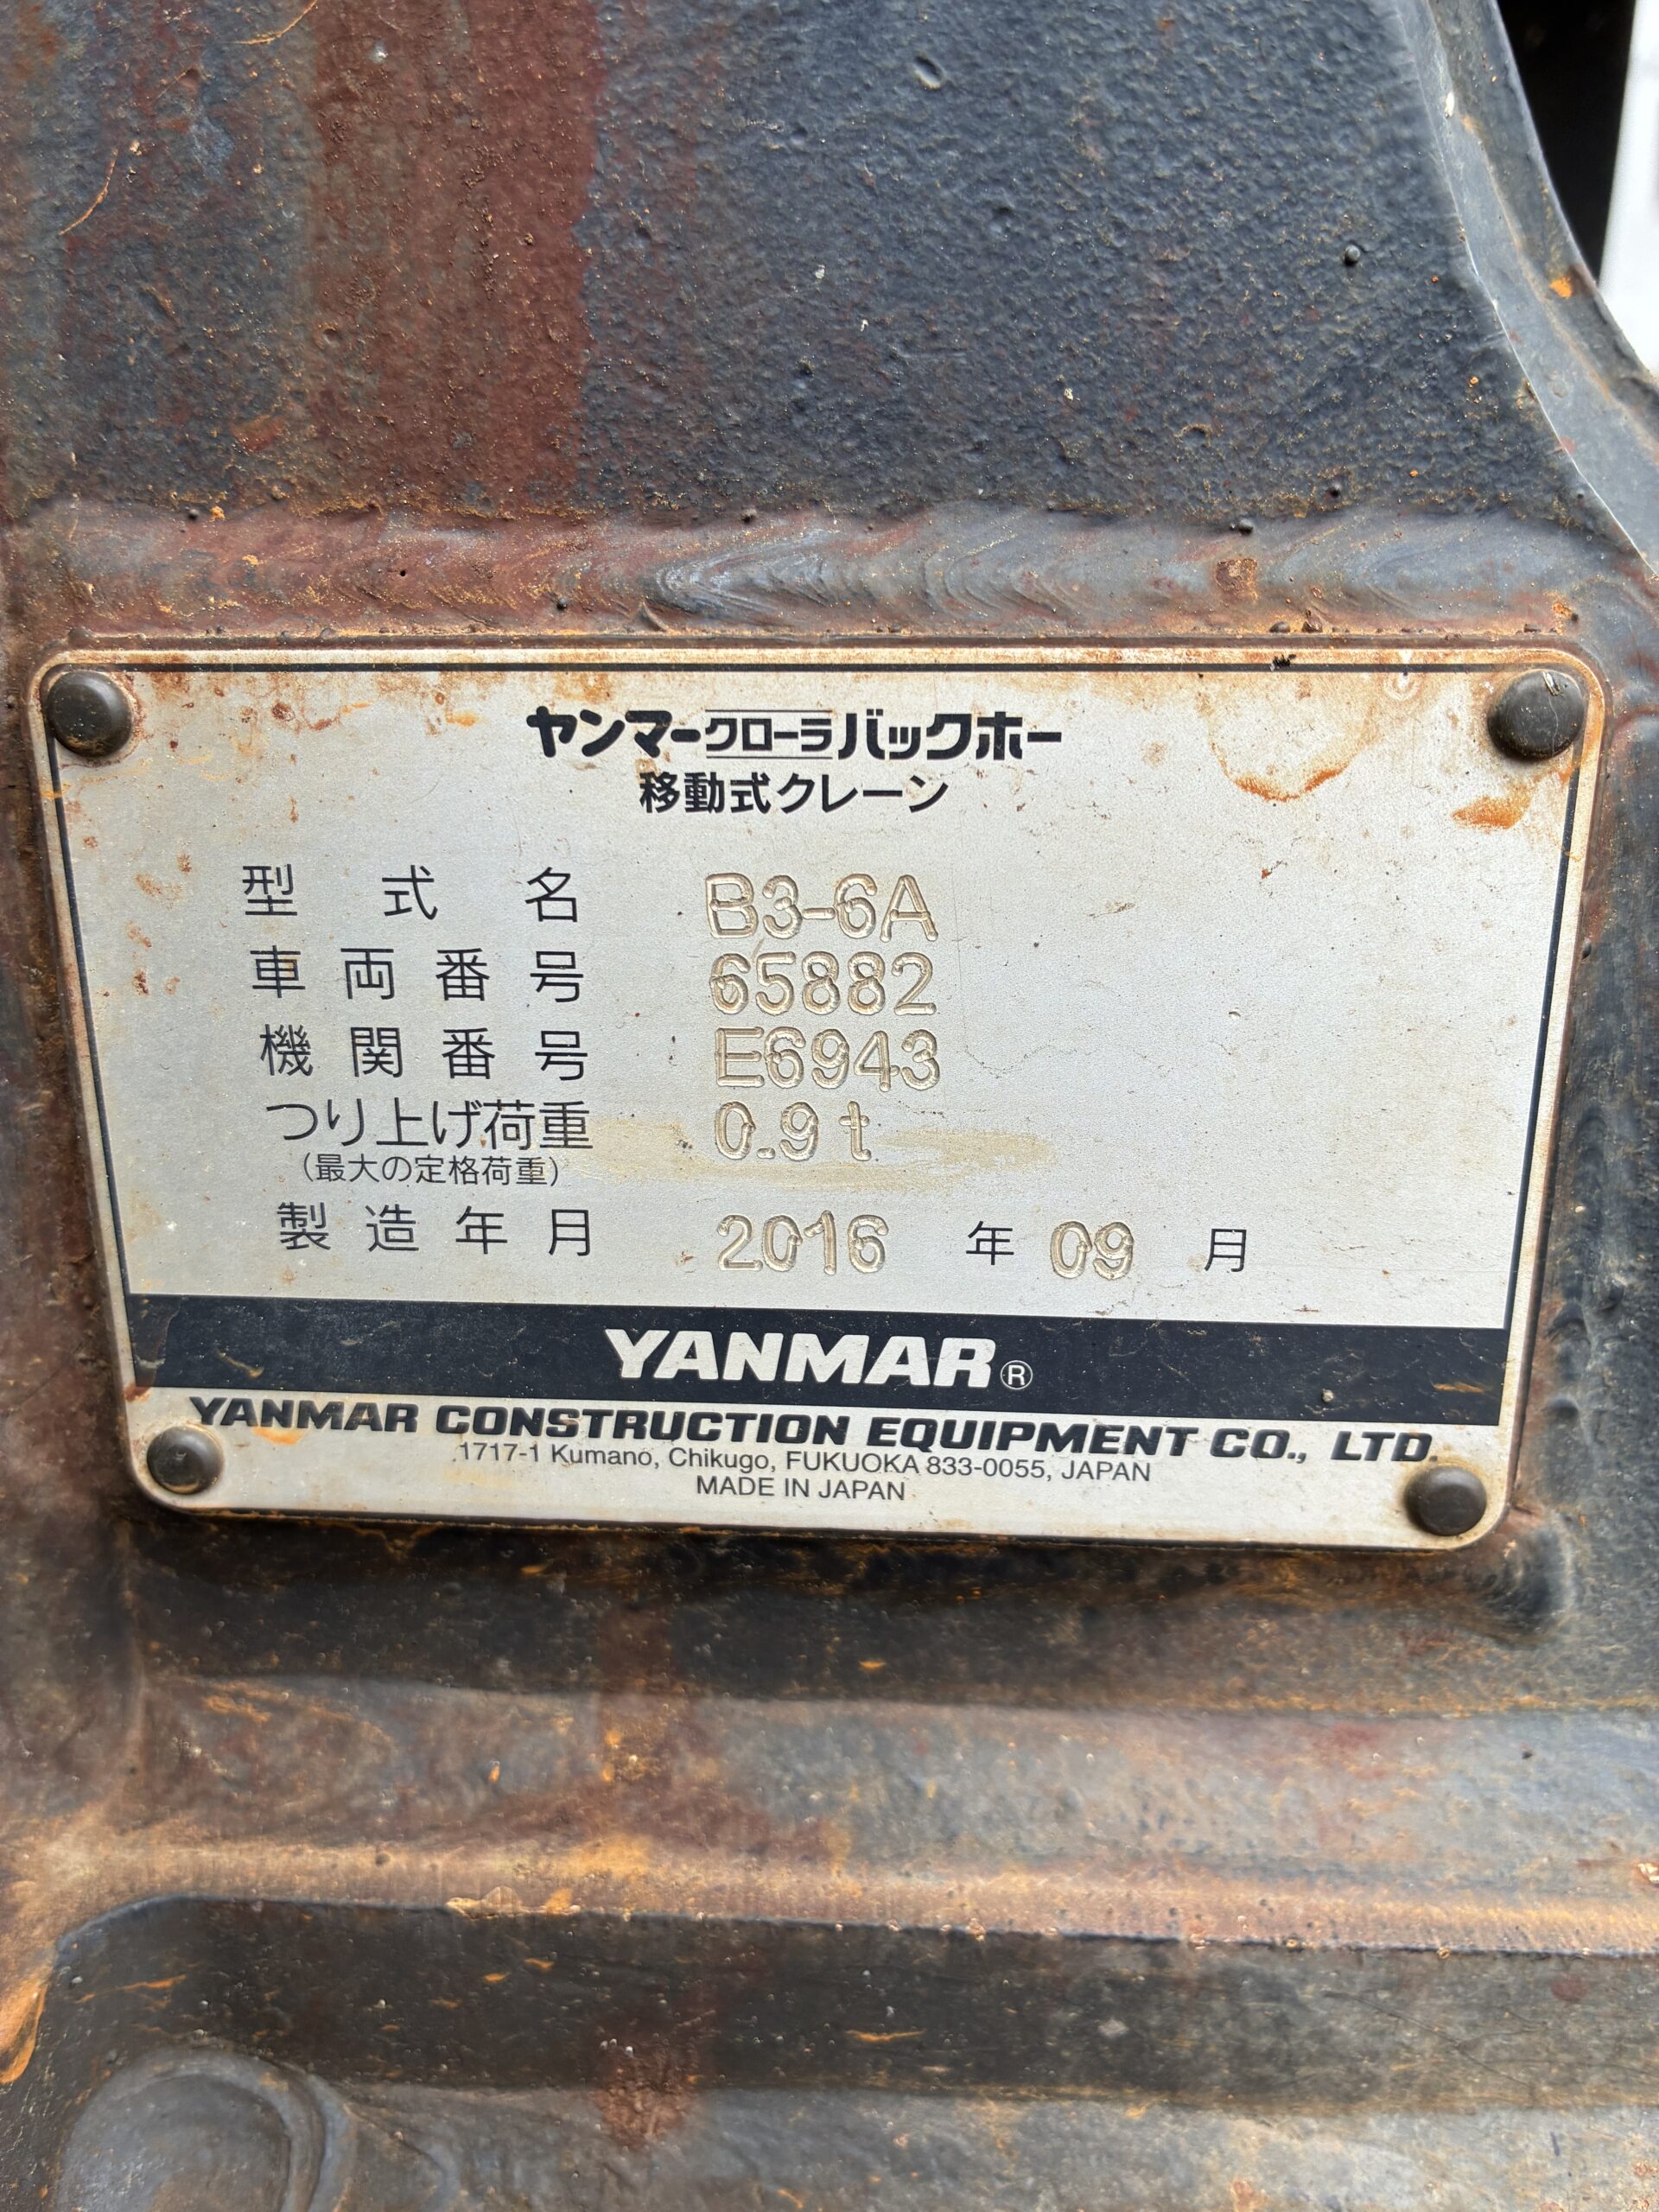 ヤンマークローラバックホー
移動式クレーン
型式名 B3-6A
車両番号 65882
機関番号 E6943
つり上げ荷重 0.9t
(最大の定格荷重)
製造年月 2016 年 09 月
YANMAR®
YANMAR CONSTRUCTION EQUIPMENT CO., LTD.
1717-1 Kumano, Chikugo, FUKUOKA 833-0055, JAPAN
MADE IN JAPAN